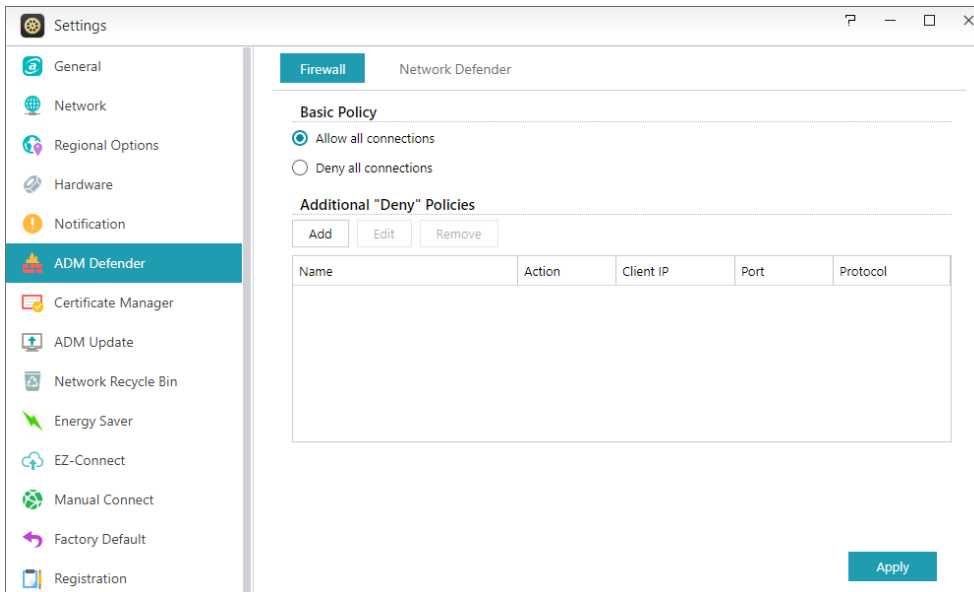 Settings
General
Network
Regional Options
Hardware
Notification
ADM Defender
Certificate Manager
ADM Update
Network Recycle Bin
Energy Saver
EZ-Connect
Manual Connect
Factory Default
Registration
Firewall Network Defender
Basic Policy
Allow all connections
Deny all connections
Additional "Deny" Policies
Add Edit Remove
Name Action Client IP Port Protocol
Apply